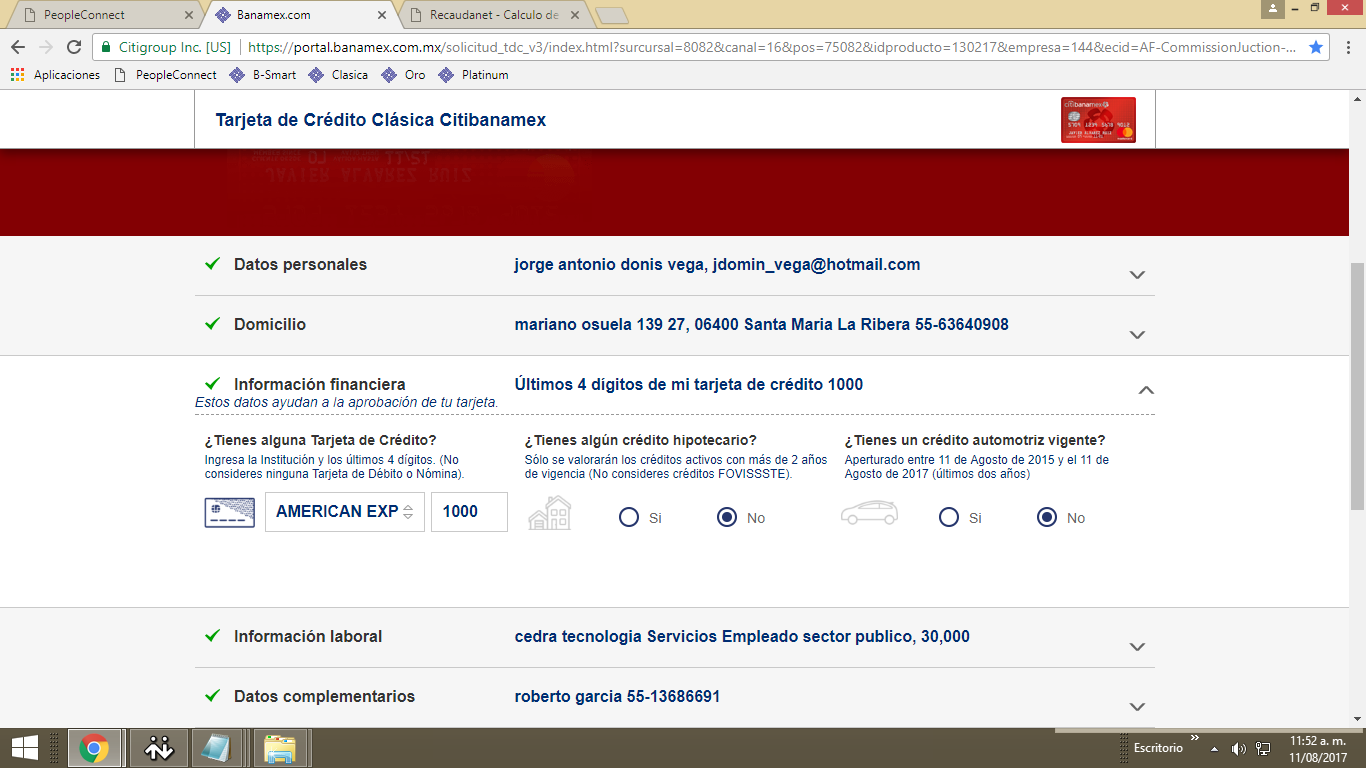 PeopleConnect
Banamex.com
Recaudanet - Calculo de
Citigroup Inc. [US]
https://portal.banamex.com.mx/solicitud_tdc_v3/index.html?surcursal=8082&canal=16&pos=75082&idproducto=130217&empresa=144&ecid=AF-CommissionJuction-...
Aplicaciones PeopleConnect B-Smart Clasica Oro Platinum
Tarjeta de Crédito Clásica Citibanamex
citibanamex
JAVIER ALVAREZ RUIZ
11/21
JAVIER ALVAREZ RUIZ
Datos personales jorge antonio donis vega, jdomin_vega@hotmail.com
Domicilio mariano osuela 139 27, 06400 Santa Maria La Ribera 55-63640908
Información financiera Últimos 4 dígitos de mi tarjeta de crédito 1000
Estos datos ayudan a la aprobación de tu tarjeta.
¿Tienes alguna Tarjeta de Crédito?
Ingresa la Institución y los últimos 4 dígitos. (No
consideres ninguna Tarjeta de Débito o Nómina).
AMERICAN EXP 1000
¿Tienes algún crédito hipotecario?
Sólo se valorarán los créditos activos con más de 2 años
de vigencia (No consideres créditos FOVISSSTE).
Si No
¿Tienes un crédito automotriz vigente?
Aperturado entre 11 de Agosto de 2015 y el 11 de
Agosto de 2017 (últimos dos años)
Si No
Información laboral cedra tecnologia Servicios Empleado sector publico, 30,000
Datos complementarios roberto garcia 55-13686691
Escritorio
11:52 a. m.
11/08/2017